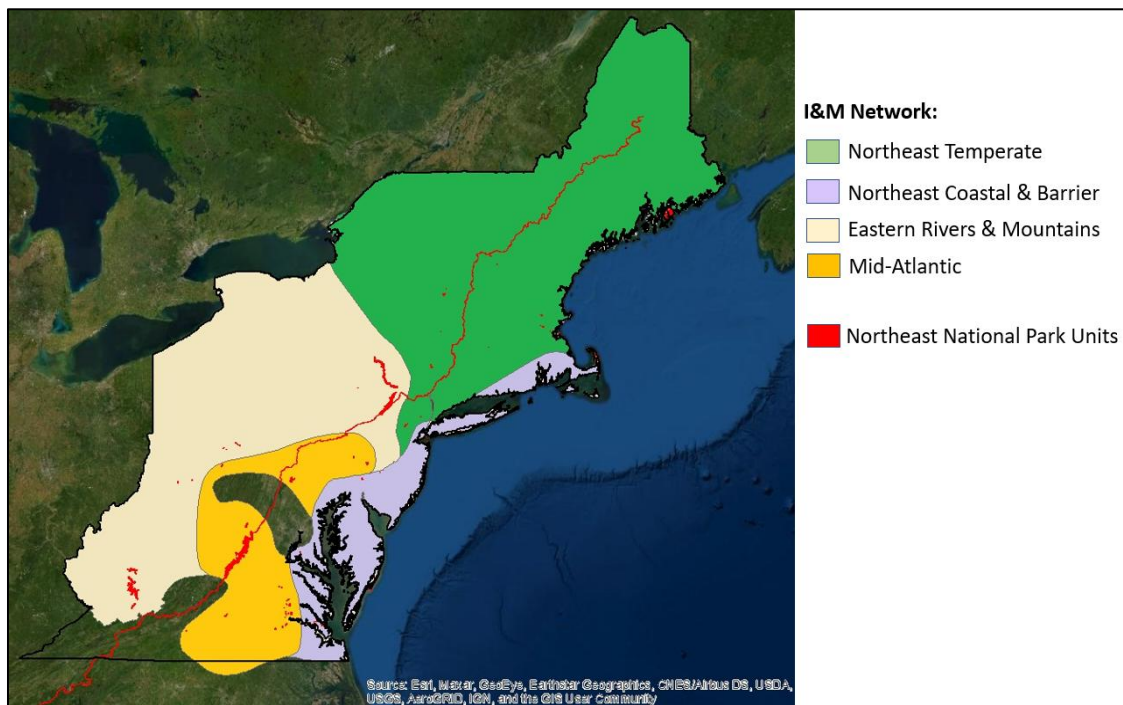 I&M Network:
Northeast Temperate
Northeast Coastal & Barrier
Eastern Rivers & Mountains
Mid-Atlantic
Northeast National Park Units
Source: Esri, Maxar, GeoEye, Earthstar Geographics, CNES/Airbus DS, USDA,
USGS, AeroGRID, IGN, and the GIS User Community